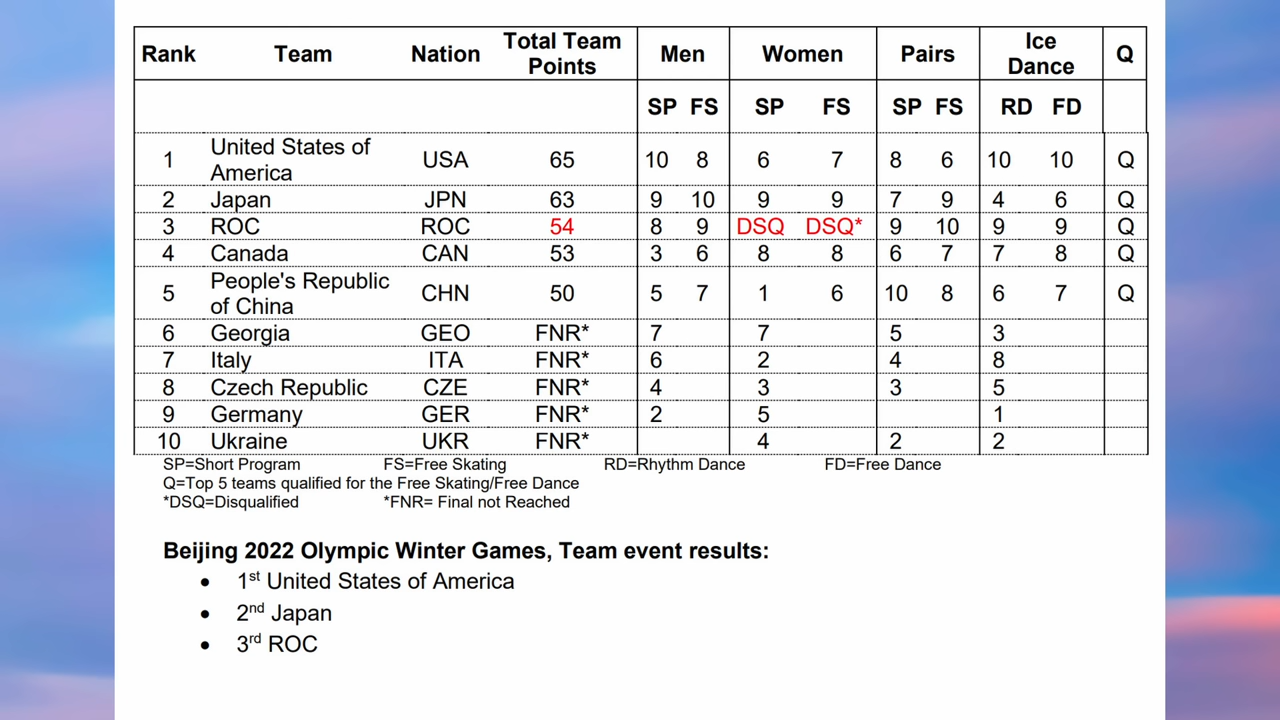 Rank Team Nation Total Team Points Men Women Pairs Ice Dance Q
SP FS SP FS SP FS RD FD
1 United States of America USA 65 10 8 6 7 8 6 10 10 Q
2 Japan JPN 63 9 10 9 9 7 9 4 6 Q
3 ROC ROC 54 8 9 DSQ DSQ* 9 10 9 9 Q
4 Canada CAN 53 3 6 8 8 6 7 7 8 Q
5 People's Republic of China CHN 50 5 7 1 6 10 8 6 7 Q
6 Georgia GEO FNR* 7 7 5 3
7 Italy ITA FNR* 6 2 4 8
8 Czech Republic CZE FNR* 4 3 3 5
9 Germany GER FNR* 2 5 1
10 Ukraine UKR FNR* 4 2 2
SP=Short Program FS=Free Skating RD=Rhythm Dance FD=Free Dance
Q=Top 5 teams qualified for the Free Skating/Free Dance
*DSQ=Disqualified *FNR= Final not Reached
Beijing 2022 Olympic Winter Games, Team event results:
• 1st United States of America
• 2nd Japan
• 3rd ROC